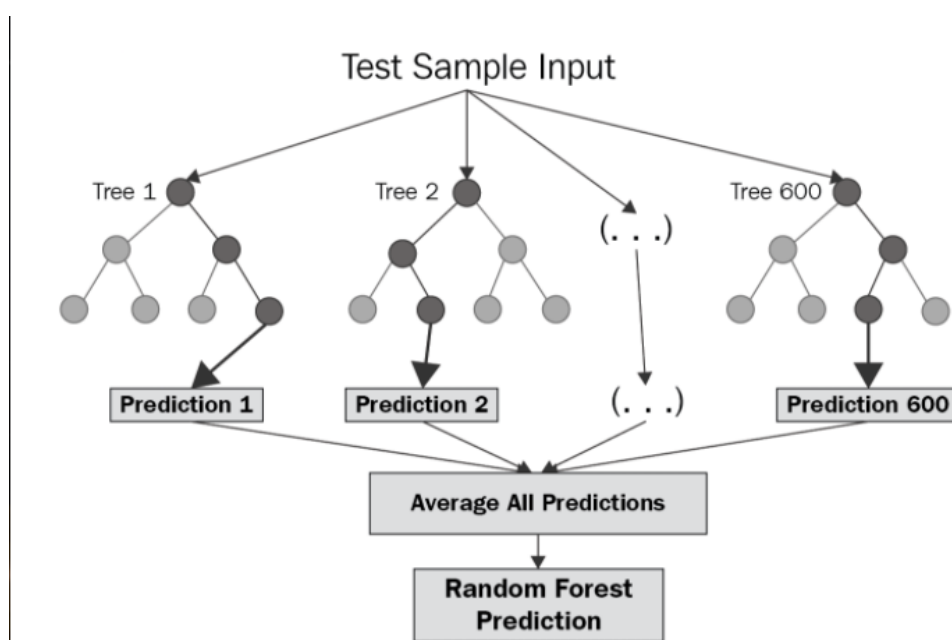 Test Sample Input
Tree 1
Tree 2
Tree 600
(. . .)
(. . .)
Prediction 1
Prediction 2
Prediction 600
Average All Predictions
Random Forest
Prediction